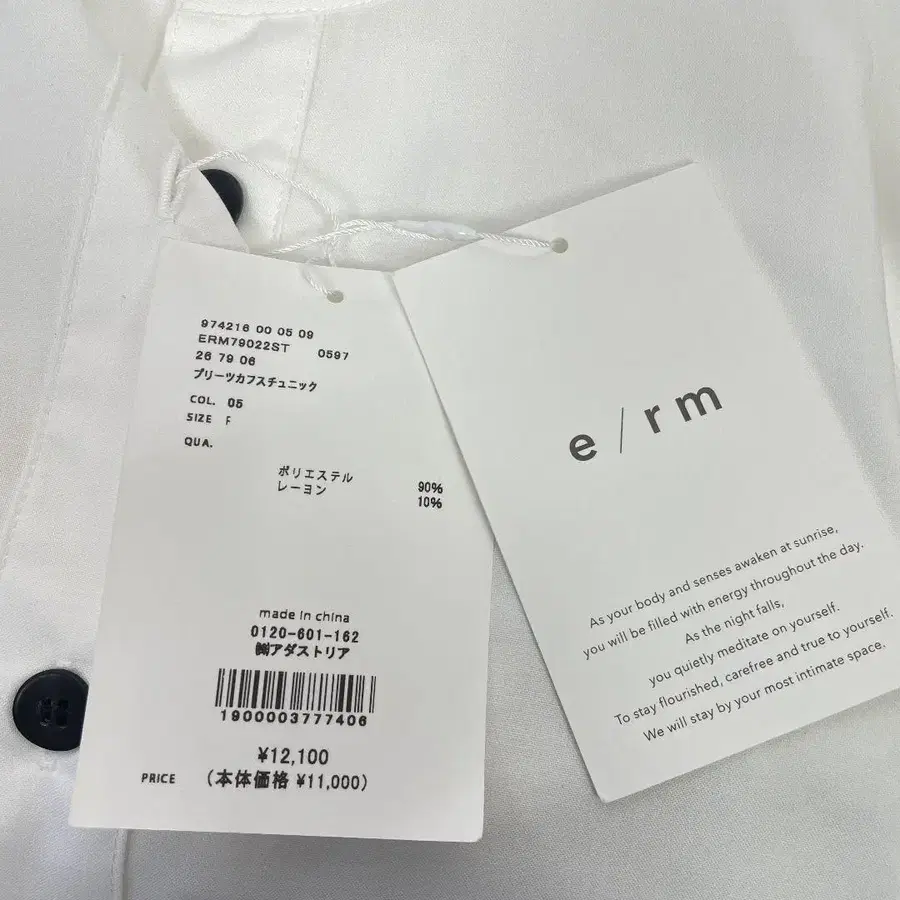 974216 00 05 09
ERM79022ST 0597
26 79 06
プリーツカフスチュニック
COL. 05
SIZE F
QUA.
ポリエステル 90%
レーヨン 10%
made in china
0120-601-162
㈱アダストリア
1900003777406
¥12,100
PRICE (本体価格 ¥11,000)
e/rm
As your body and senses awaken at sunrise,
you will be filled with energy throughout the day.
As the night falls,
you quietly meditate on yourself.
To stay flourished, carefree and true to yourself.
We will stay by your most intimate space.